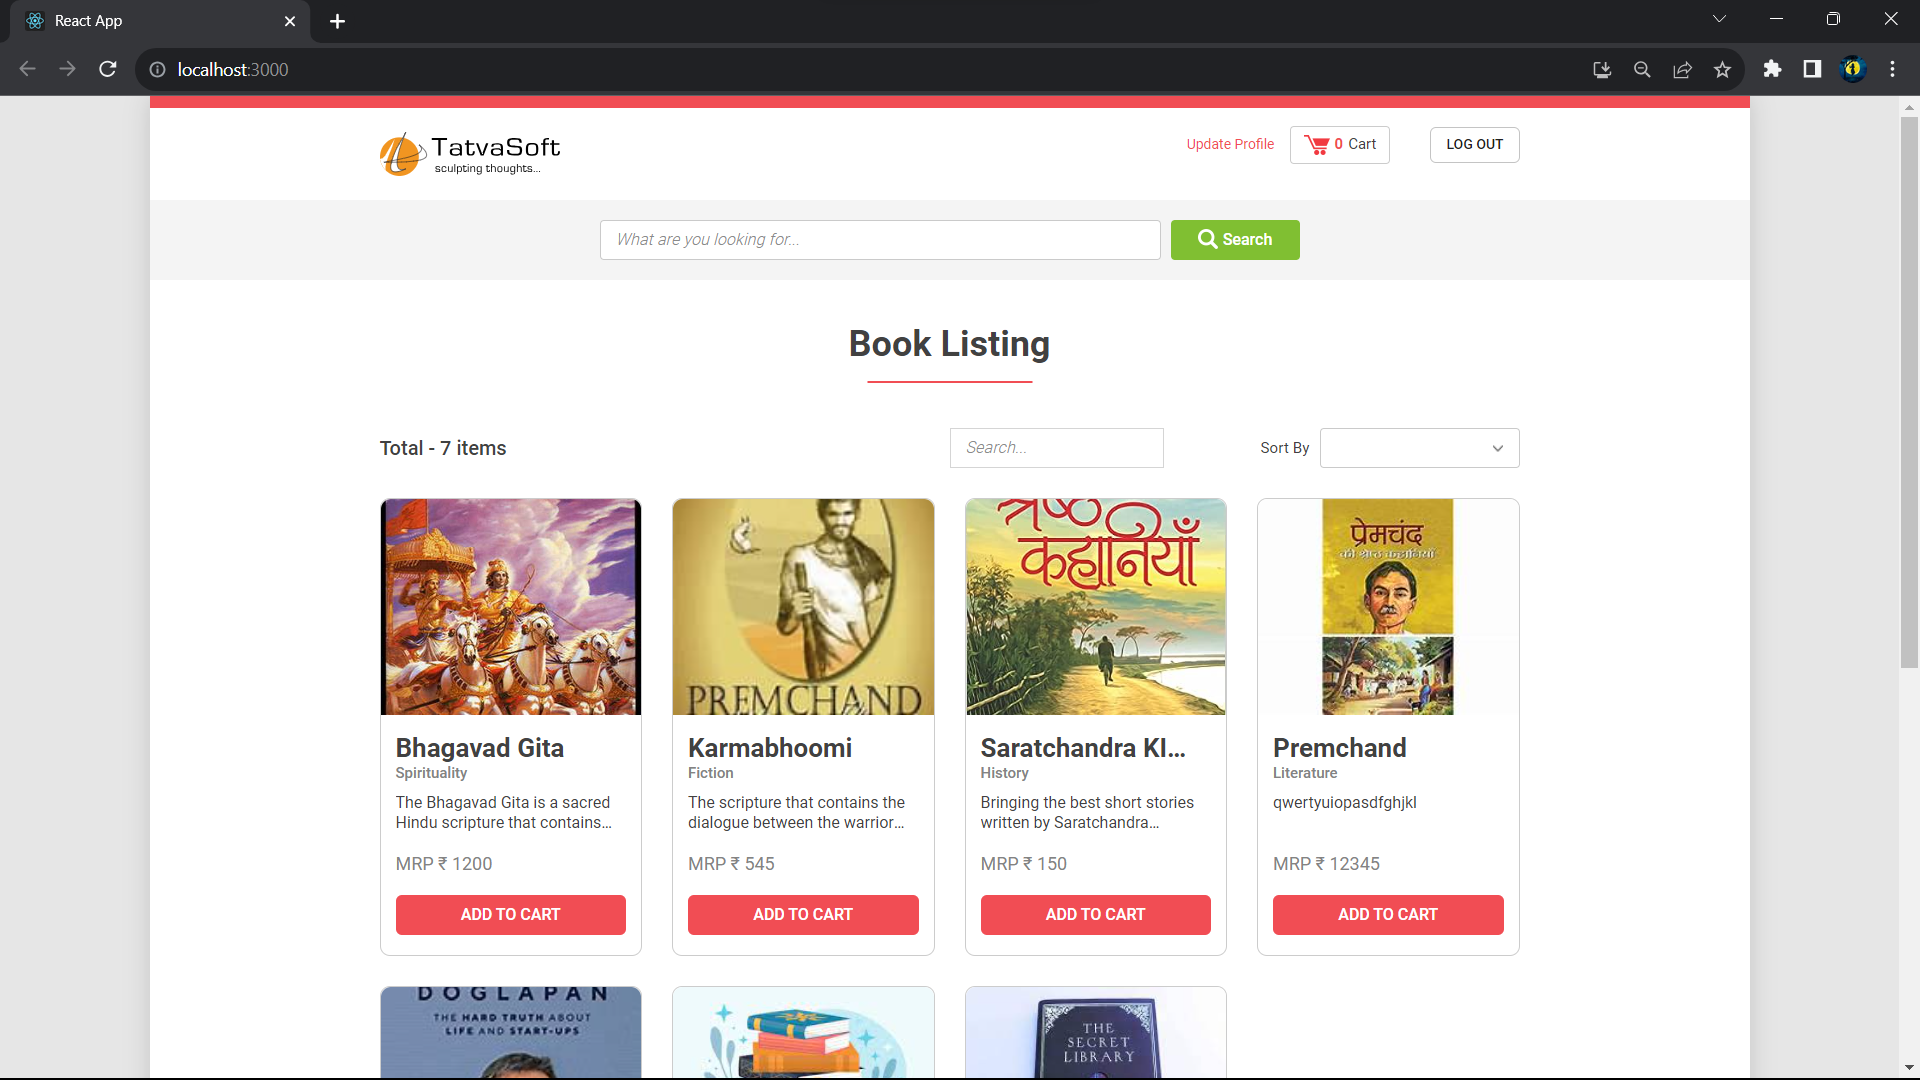 React App
localhost:3000
TatvaSoft
sculpting thoughts...
Update Profile
0 Cart
LOG OUT
What are you looking for...
Search
Book Listing
Total - 7 items
Search...
Sort By
PREMCHAND
श्रेष्ठ
कहानियाँ
प्रेमचंद
की श्रेष्ठ कहानियाँ
Bhagavad Gita
Spirituality
The Bhagavad Gita is a sacred
Hindu scripture that contains...
MRP ₹ 1200
ADD TO CART
Karmabhoomi
Fiction
The scripture that contains the
dialogue between the warrior...
MRP ₹ 545
ADD TO CART
Saratchandra KI...
History
Bringing the best short stories
written by Saratchandra...
MRP ₹ 150
ADD TO CART
Premchand
Literature
qwertyuiopasdfghjkl
MRP ₹ 12345
ADD TO CART
DOGLAPAN
THE HARD TRUTH ABOUT
LIFE AND START-UPS
THE
SECRET
LIBRARY